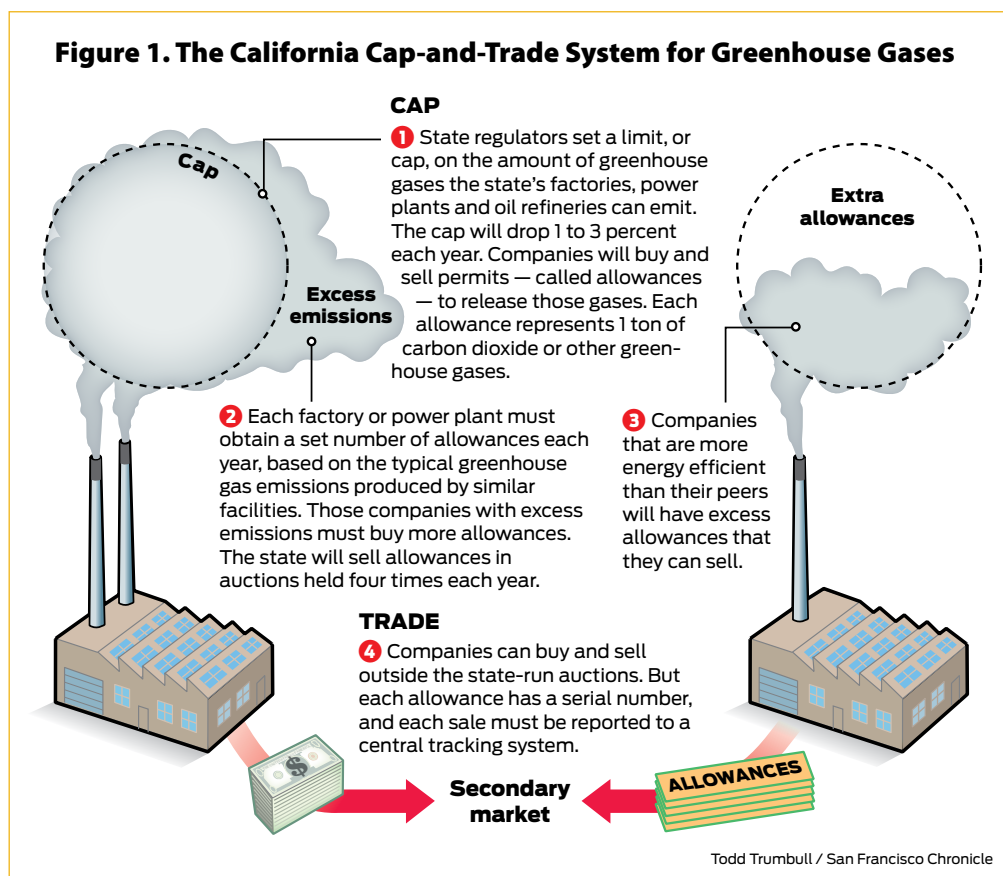 Figure 1. The California Cap-and-Trade System for Greenhouse Gases
CAP
1 State regulators set a limit, or
cap, on the amount of greenhouse
gases the state's factories, power
plants and oil refineries can emit.
The cap will drop 1 to 3 percent
each year. Companies will buy and
sell permits — called allowances
— to release those gases. Each
allowance represents 1 ton of
carbon dioxide or other green-
house gases.
Cap
Excess
emissions
Extra
allowances
2 Each factory or power plant must
obtain a set number of allowances each
year, based on the typical greenhouse
gas emissions produced by similar
facilities. Those companies with excess
emissions must buy more allowances.
The state will sell allowances in
auctions held four times each year.
3 Companies
that are more
energy efficient
than their peers
will have excess
allowances that
they can sell.
TRADE
4 Companies can buy and sell
outside the state-run auctions. But
each allowance has a serial number,
and each sale must be reported to a
central tracking system.
$
Secondary
market
ALLOWANCES
Todd Trumbull / San Francisco Chronicle